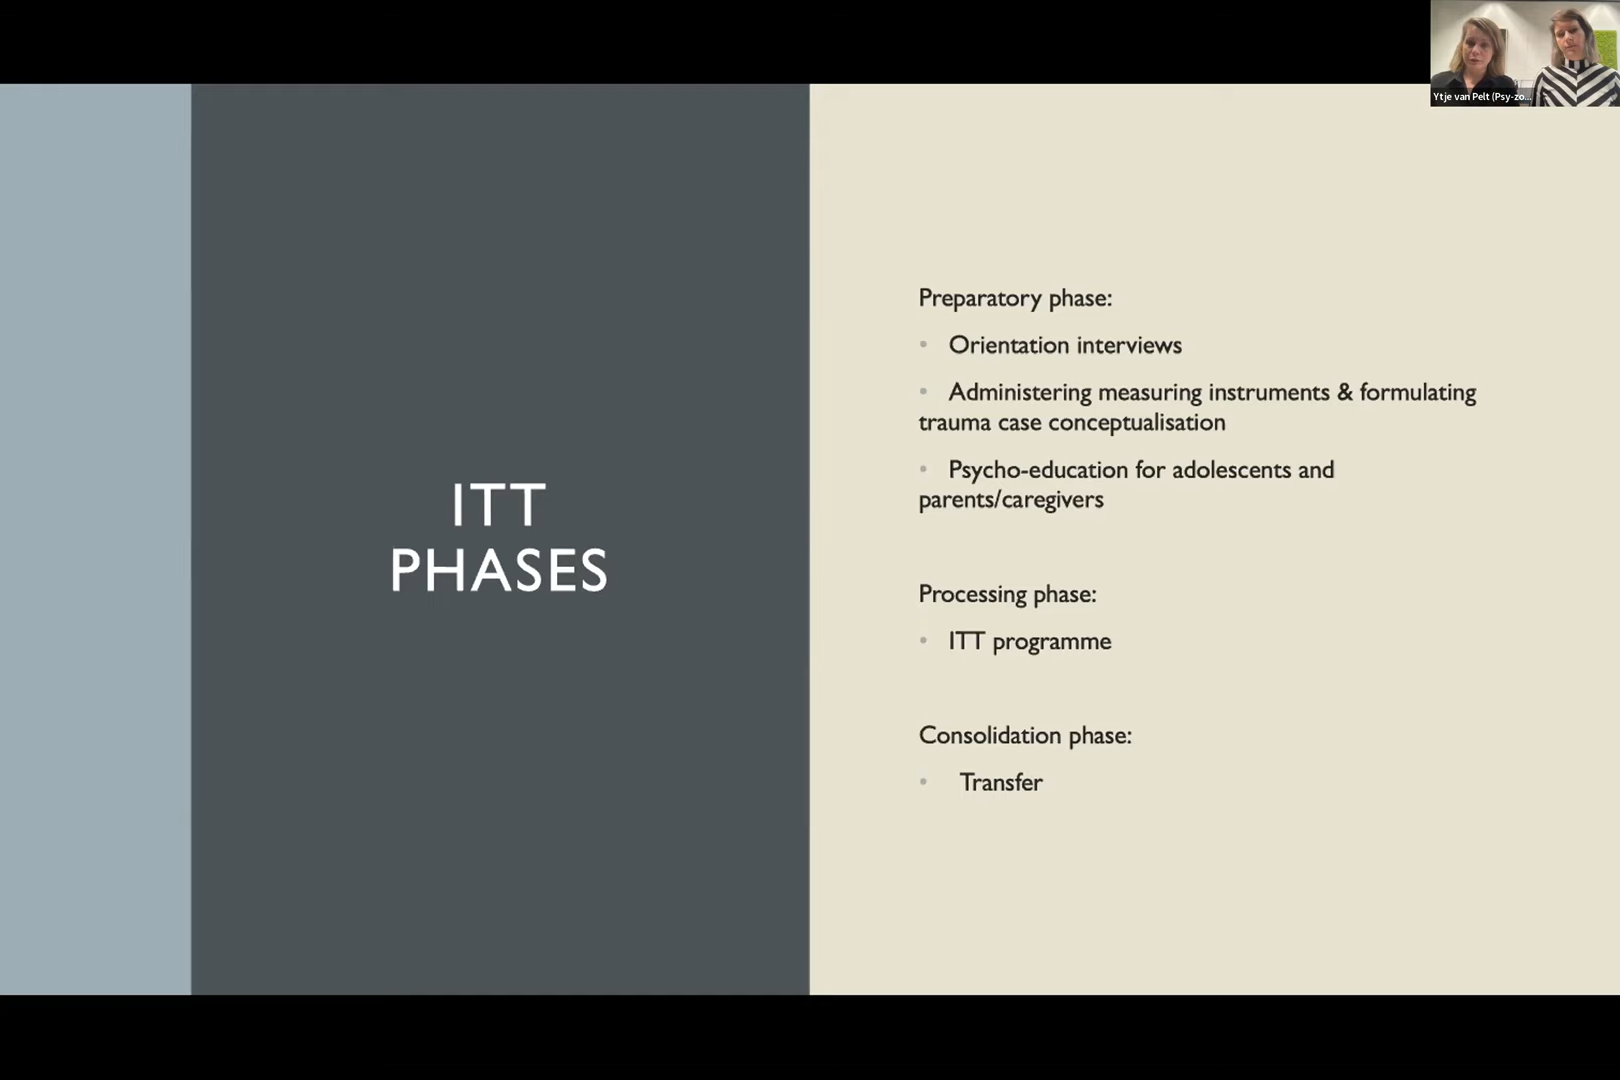 Ytje van Pelt (Psy-zo...
ITT
PHASES
Preparatory phase:
• Orientation interviews
• Administering measuring instruments & formulating
trauma case conceptualisation
• Psycho-education for adolescents and
parents/caregivers
Processing phase:
• ITT programme
Consolidation phase:
• Transfer